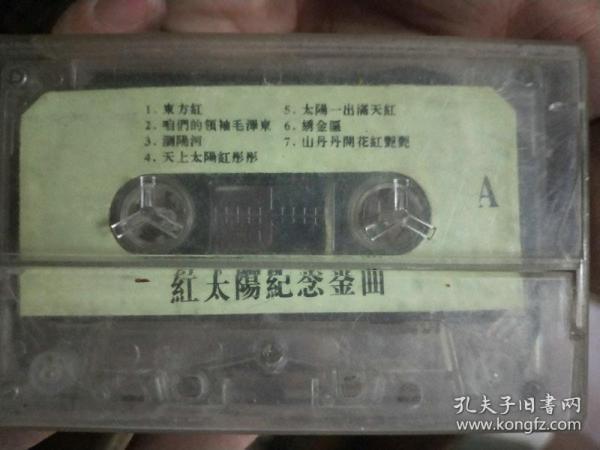 1. 東方紅
2. 咱們的領袖毛澤東
3. 瀏陽河
4. 天上太陽紅彤彤
5. 太陽一出滿天紅
6. 綉金匾
7. 山丹丹開花紅艷艷
A
紅太陽紀念金曲
孔夫子旧書网
www.kongfz.com